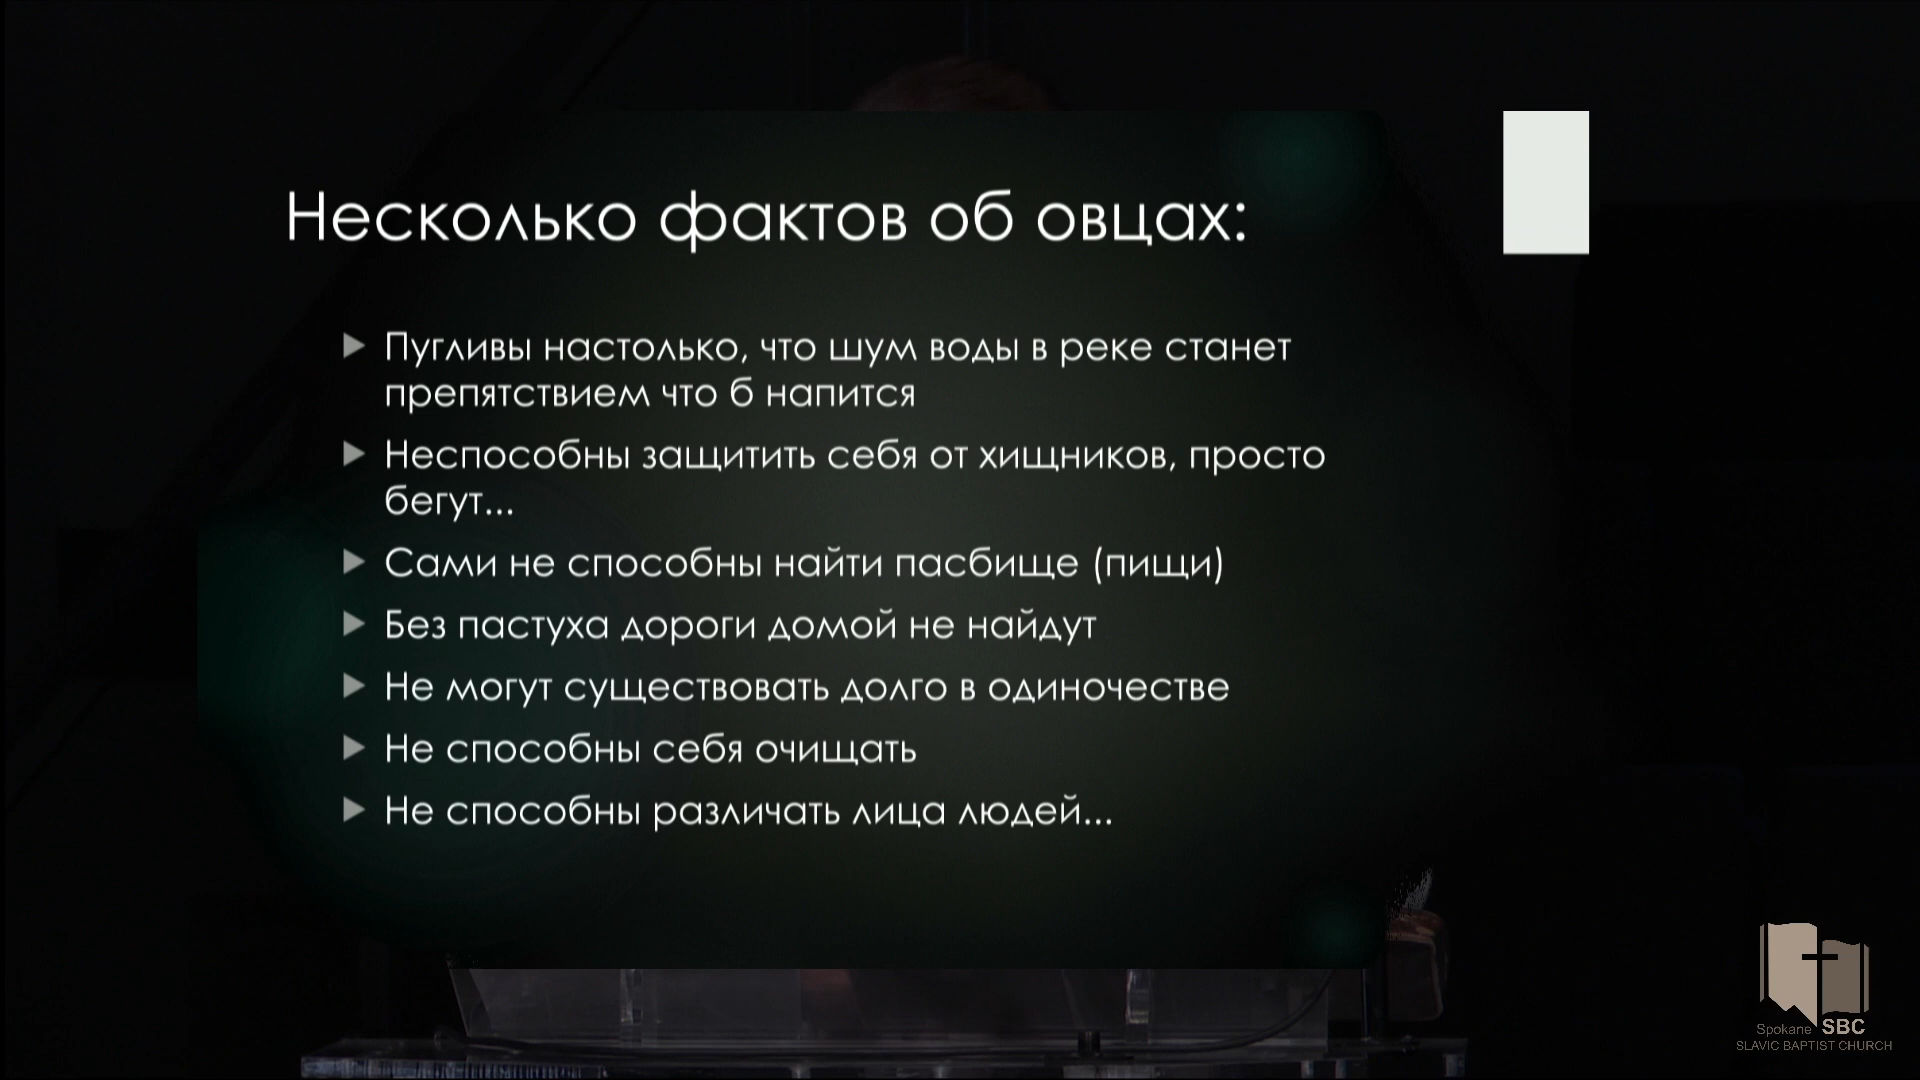 Несколько фактов об овцах:
Пугливы настолько, что шум воды в реке станет
препятствием что б напится
Неспособны защитить себя от хищников, просто
бегут...
Сами не способны найти пасбище (пищи)
Без пастуха дороги домой не найдут
Не могут существовать долго в одиночестве
Не способны себя очищать
Не способны различать лица людей...
Spokane SBC
SLAVIC BAPTIST CHURCH